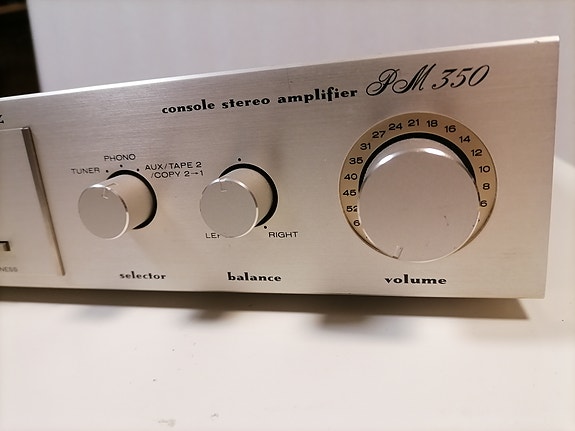 console stereo amplifier PM 350
PHONO
TUNER
AUX/TAPE 2
/COPY 2→1
RIGHT
31 27 24 21 18 16 14 12 10 8 6
35
40
45
52
selector
balance
volume